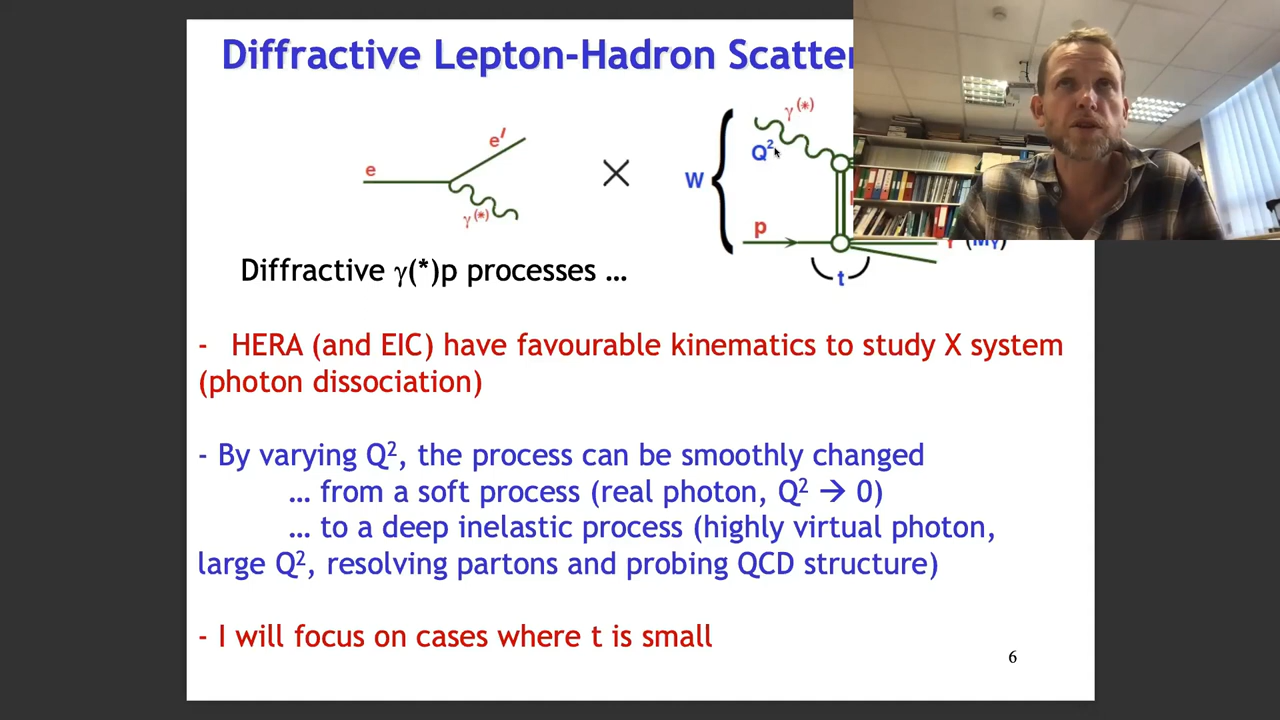 Diffractive Lepton-Hadron Scatter
e
e′
γ(*)
×
W
γ(*)
Q²
p
(MY)
t
Diffractive γ(*)p processes …
- HERA (and EIC) have favourable kinematics to study X system
(photon dissociation)
- By varying Q², the process can be smoothly changed
… from a soft process (real photon, Q² → 0)
… to a deep inelastic process (highly virtual photon,
large Q², resolving partons and probing QCD structure)
- I will focus on cases where t is small
6